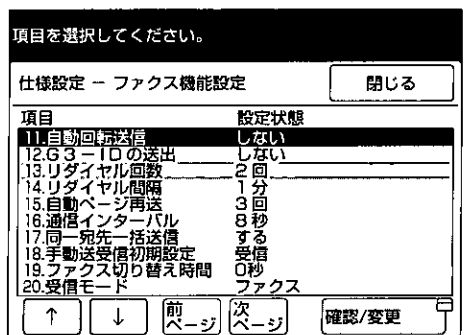 項目を選択してください。
仕様設定 － ファクス機能設定 閉じる
項目 設定状態
11.自動回転送信 しない
12.G3－IDの送出 しない
13.リダイヤル回数 2回
14.リダイヤル間隔 1分
15.自動ページ再送 3回
16.通信インターバル 8秒
17.同一宛先一括送信 する
18.手動送受信初期設定 受信
19.ファクス切り替え時間 0秒
20.受信モード ファクス
↑ ↓ 前ページ 次ページ 確認/変更